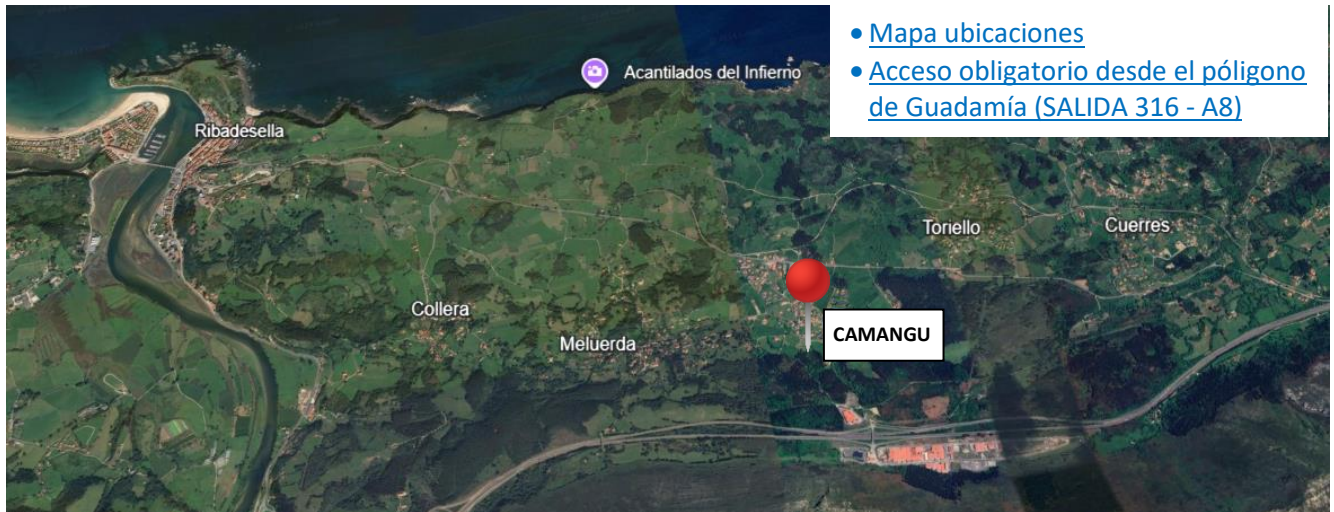 • Mapa ubicaciones
• Acceso obligatorio desde el póligono
de Guadamía (SALIDA 316 - A8)
Acantilados del Infierno
Ribadesella
Toriello
Cuerres
Collera
CAMANGU
Meluerda